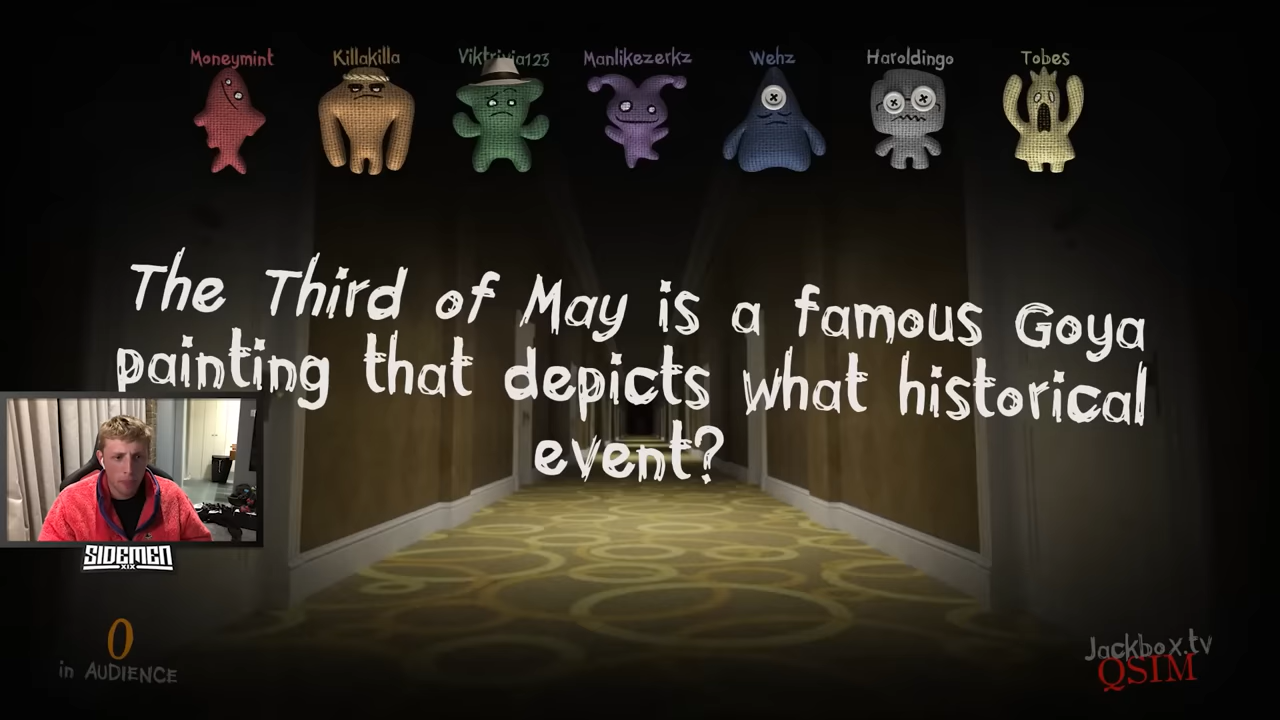 Moneymint
Killakilla
Viktrivia123
Manlikezerkz
Wehz
Haroldingo
Tobes
The Third of May is a famous Goya
painting that depicts what historical
event?
SIDEMEN
XIX
0
in AUDIENCE
Jackbox.tv
QSIM